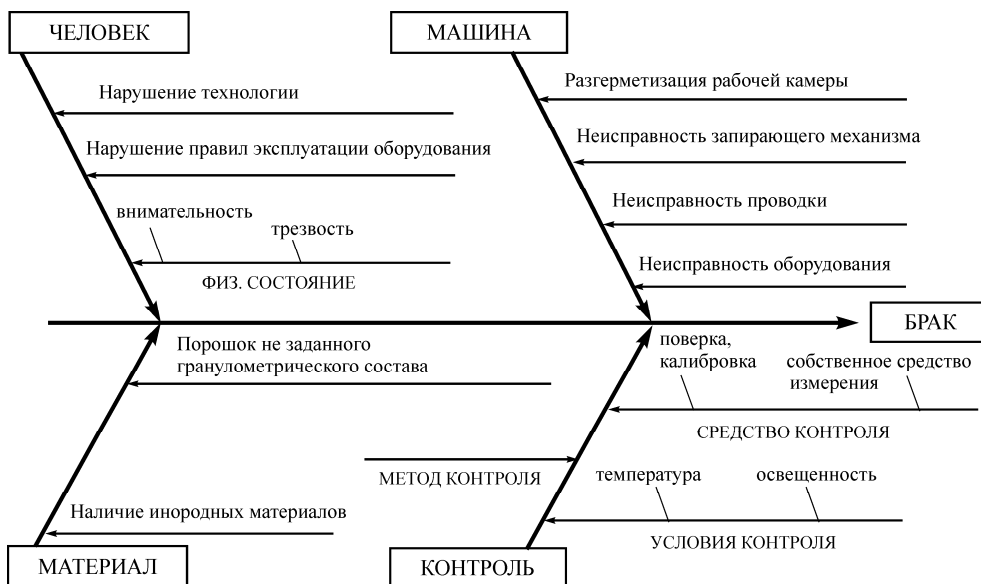 ЧЕЛОВЕК
МАШИНА
Нарушение технологии
Нарушение правил эксплуатации оборудования
внимательность
трезвость
ФИЗ. СОСТОЯНИЕ
Разгерметизация рабочей камеры
Неисправность запирающего механизма
Неисправность проводки
Неисправность оборудования
БРАК
Порошок не заданного
гранулометрического состава
Наличие инородных материалов
МАТЕРИАЛ
поверка,
калибровка
собственное средство
измерения
СРЕДСТВО КОНТРОЛЯ
МЕТОД КОНТРОЛЯ
температура
освещенность
УСЛОВИЯ КОНТРОЛЯ
КОНТРОЛЬ